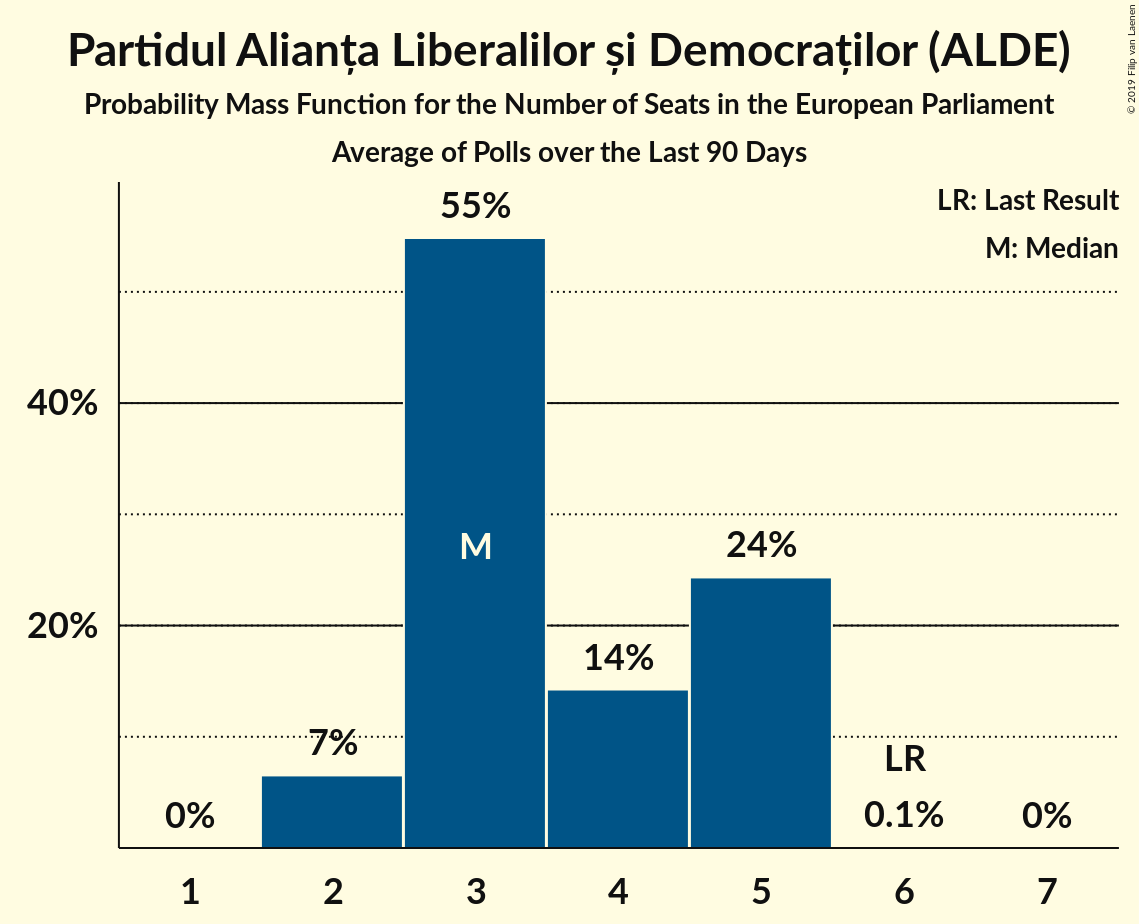 Partidul Alianța Liberalilor și Democraților (ALDE)
Probability Mass Function for the Number of Seats in the European Parliament
Average of Polls over the Last 90 Days
© 2019 Filip van Laenen
LR: Last Result
M: Median
55%
40%
M
24%
20%
14%
7%
LR
0%
0.1%
0%
1 2 3 4 5 6 7